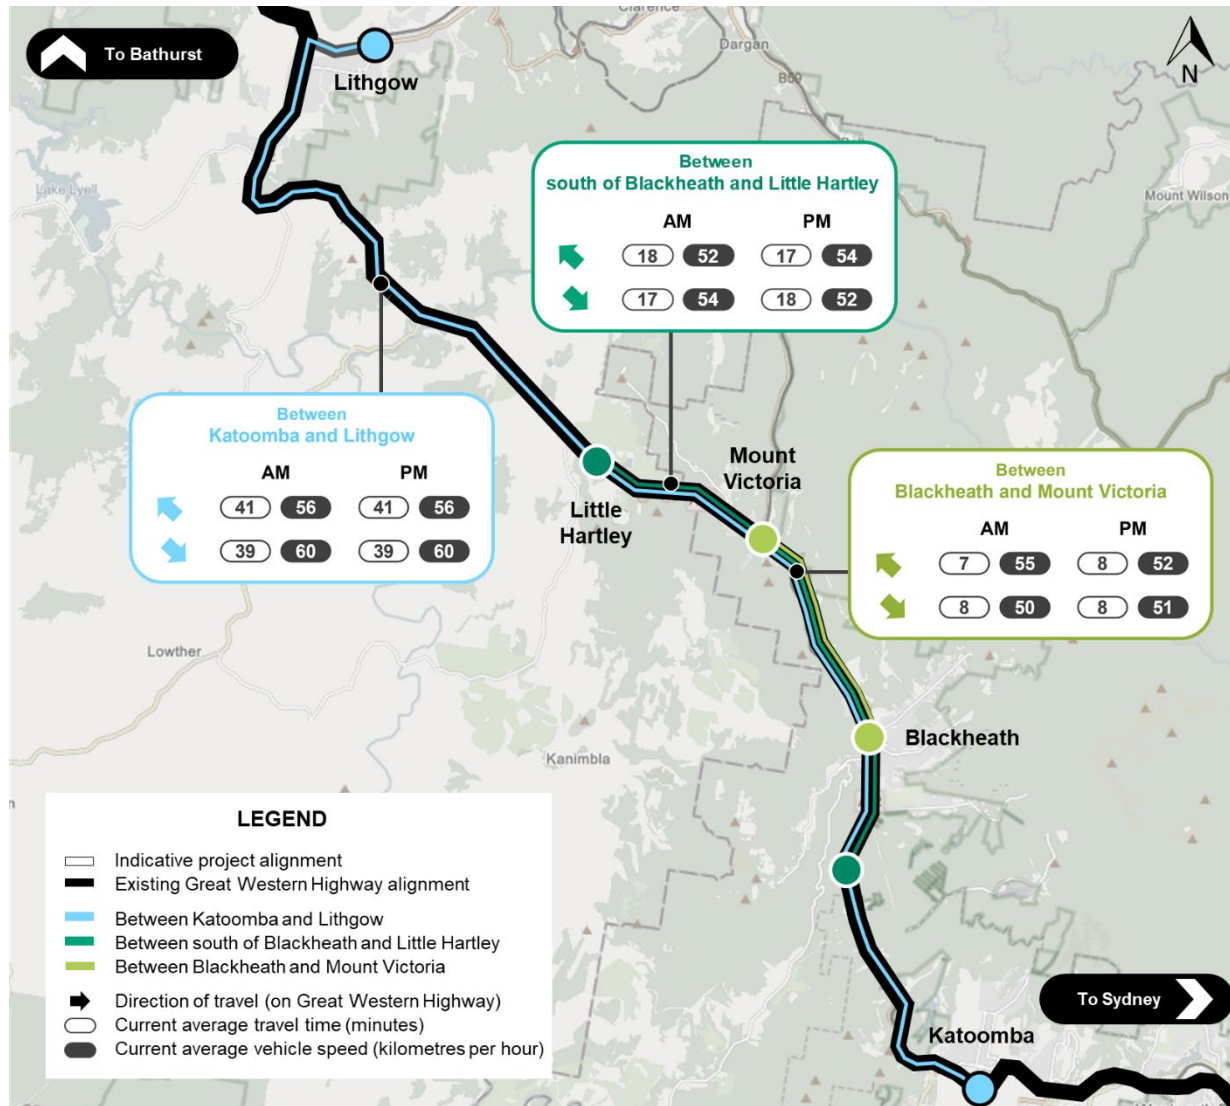 To Bathurst
Lithgow
Clarence
Dargan
B59
N
Lake Lyell
Mount Wilson
Between
south of Blackheath and Little Hartley
AM PM
18 52 17 54
17 54 18 52
Between
Katoomba and Lithgow
AM PM
41 56 41 56
39 60 39 60
Mount
Victoria
Little
Hartley
Between
Blackheath and Mount Victoria
AM PM
7 55 8 52
8 50 8 51
Lowther
Kanimbla
Blackheath
LEGEND
Indicative project alignment
Existing Great Western Highway alignment
Between Katoomba and Lithgow
Between south of Blackheath and Little Hartley
Between Blackheath and Mount Victoria
Direction of travel (on Great Western Highway)
Current average travel time (minutes)
Current average vehicle speed (kilometres per hour)
To Sydney
Katoomba